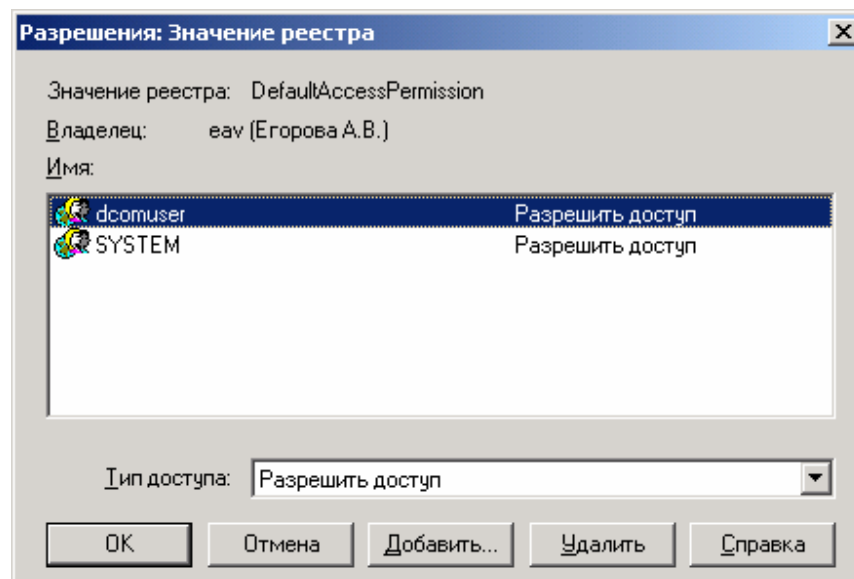 Разрешения: Значение реестра
Значение реестра: DefaultAccessPermission
Владелец: eav (Егорова А.В.)
Имя:
dcomuser Разрешить доступ
SYSTEM Разрешить доступ
Тип доступа: Разрешить доступ
OK Отмена Добавить... Удалить Справка